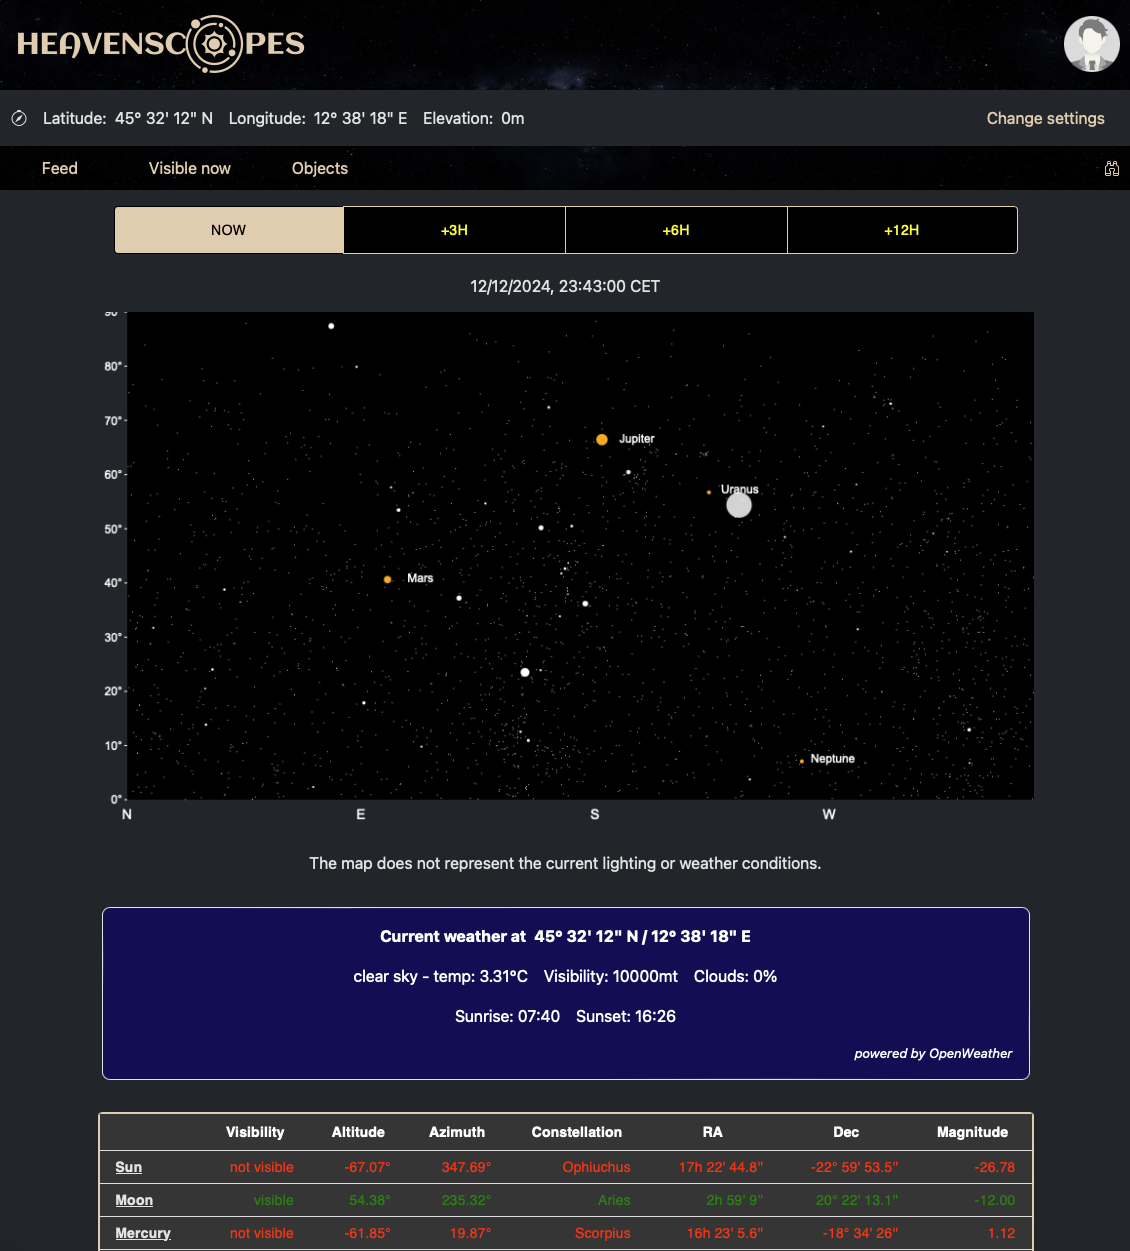 HEAVENSCOPES
Latitude: 45° 32' 12" N Longitude: 12° 38' 18" E Elevation: 0m Change settings
Feed Visible now Objects
NOW +3H +6H +12H
12/12/2024, 23:43:00 CET
90°
80°
Jupiter
70°
60°
Uranus
50°
Mars
40°
30°
20°
10°
Neptune
0°
N E S W
The map does not represent the current lighting or weather conditions.
Current weather at 45° 32' 12" N / 12° 38' 18" E
clear sky - temp: 3.31°C Visibility: 10000mt Clouds: 0%
Sunrise: 07:40 Sunset: 16:26
powered by OpenWeather
Visibility Altitude Azimuth Constellation RA Dec Magnitude
Sun not visible -67.07° 347.69° Ophiuchus 17h 22' 44.8" -22° 59' 53.5" -26.78
Moon visible 54.38° 235.32° Aries 2h 59' 9" 20° 22' 13.1" -12.00
Mercury not visible -61.85° 19.87° Scorpius 16h 23' 5.6" -18° 34' 26" 1.12